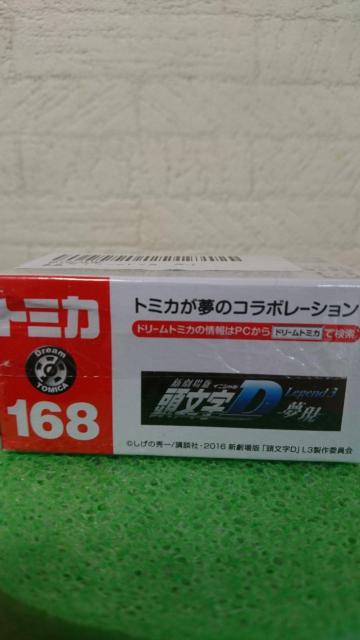 トミカ
Dream
TOMICA
168
トミカが夢のコラボレーション
ドリームトミカの情報はPCから ドリームトミカ で検索
新劇場版 イニシャル
頭文字D Legend3
夢現
©しげの秀一/講談社・2016 新劇場版「頭文字D」L3製作委員会